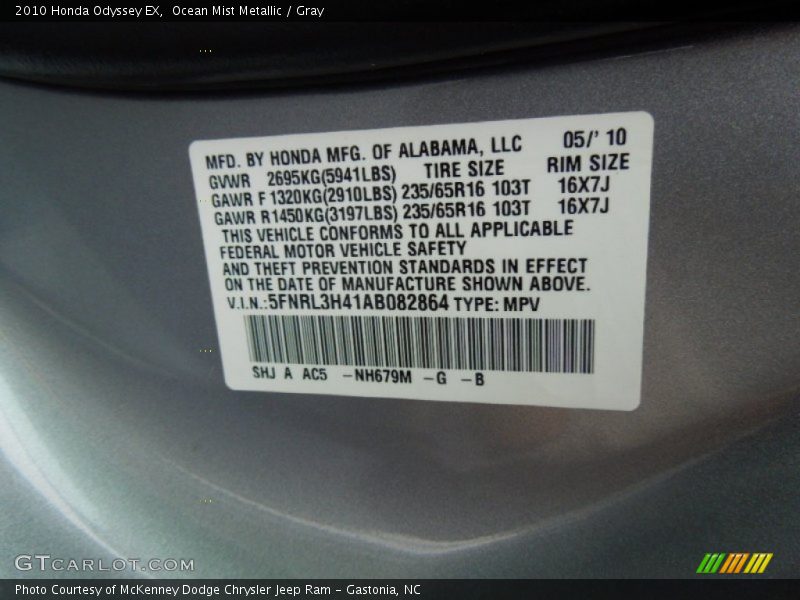 2010 Honda Odyssey EX, Ocean Mist Metallic / Gray
MFD. BY HONDA MFG. OF ALABAMA, LLC 05/' 10
GVWR 2695KG(5941LBS) TIRE SIZE RIM SIZE
GAWR F 1320KG(2910LBS) 235/65R16 103T 16X7J
GAWR R1450KG(3197LBS) 235/65R16 103T 16X7J
THIS VEHICLE CONFORMS TO ALL APPLICABLE
FEDERAL MOTOR VEHICLE SAFETY
AND THEFT PREVENTION STANDARDS IN EFFECT
ON THE DATE OF MANUFACTURE SHOWN ABOVE.
V.I.N.:5FNRL3H41AB082864 TYPE: MPV
SHJ A AC5 -NH679M -G -B
GTCARLOT.COM
Photo Courtesy of McKenney Dodge Chrysler Jeep Ram - Gastonia, NC